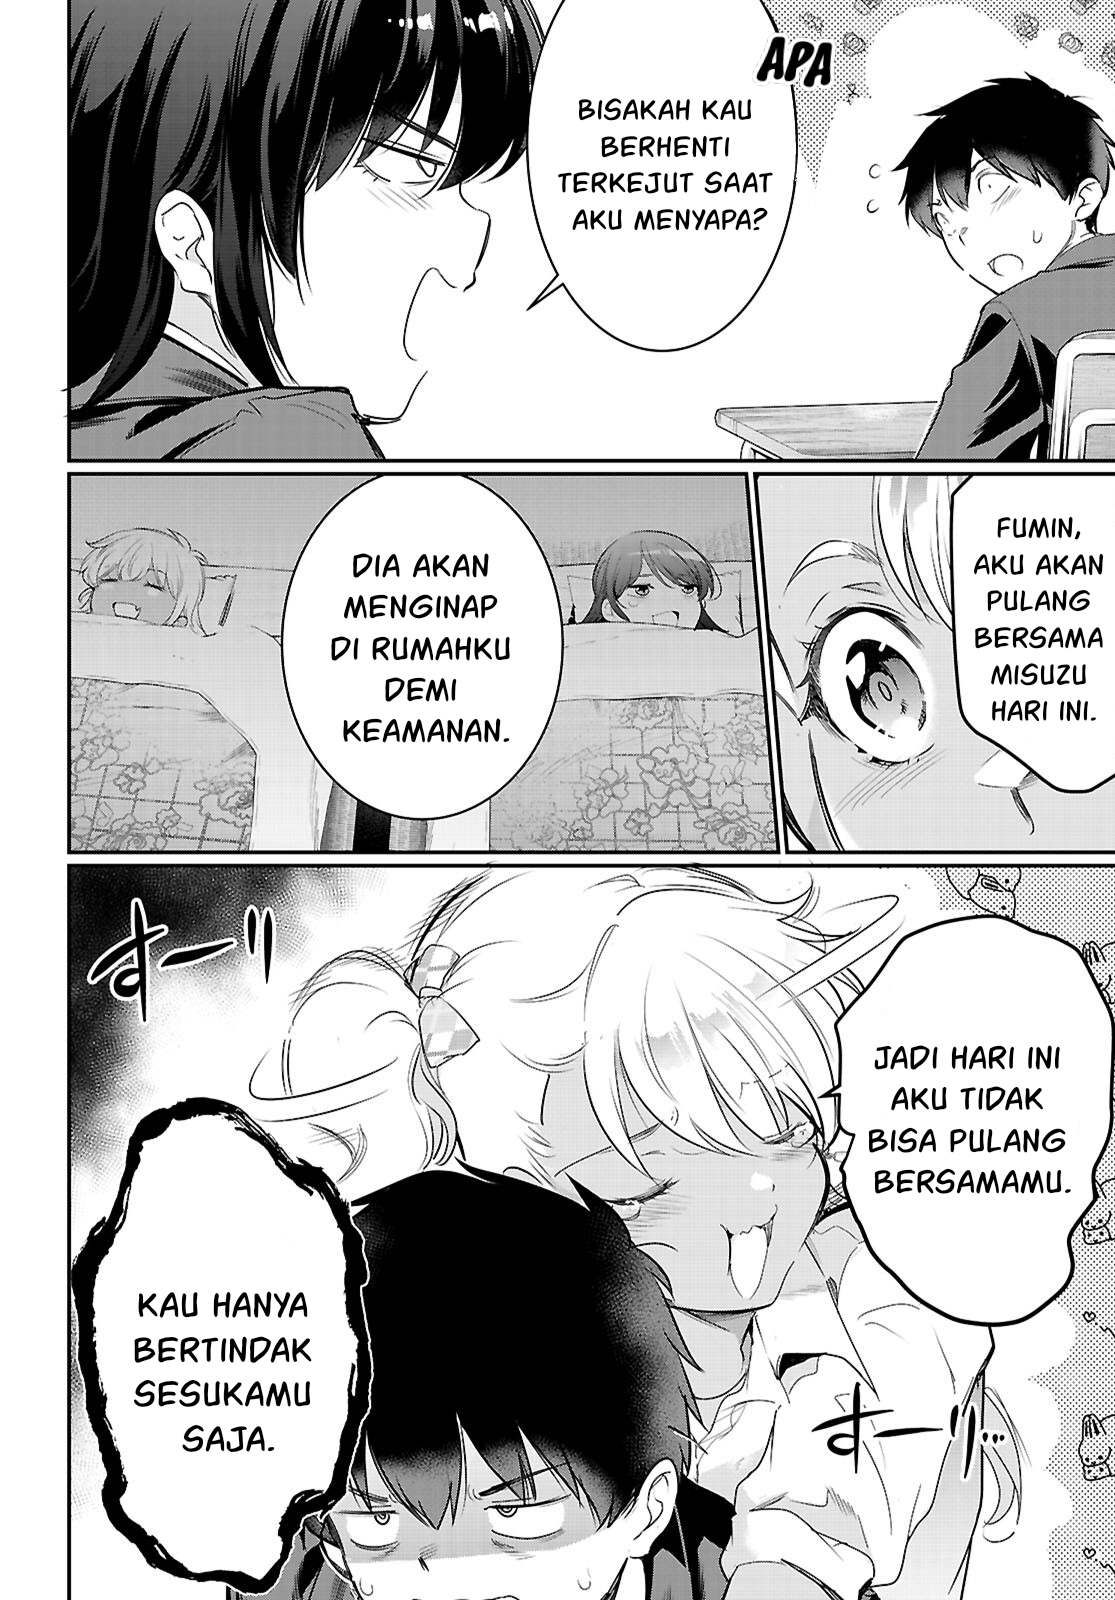 APA
BISAKAH KAU
BERHENTI
TERKEJUT SAAT
AKU MENYAPA?
FUMIN,
AKU AKAN
PULANG
BERSAMA
MISUZU
HARI INI.
DIA AKAN
MENGINAP
DI RUMAHKU
DEMI
KEAMANAN.
JADI HARI INI
AKU TIDAK
BISA PULANG
BERSAMAMU.
すーり
すーり…
KAU HANYA
BERTINDAK
SESUKAMU
SAJA.